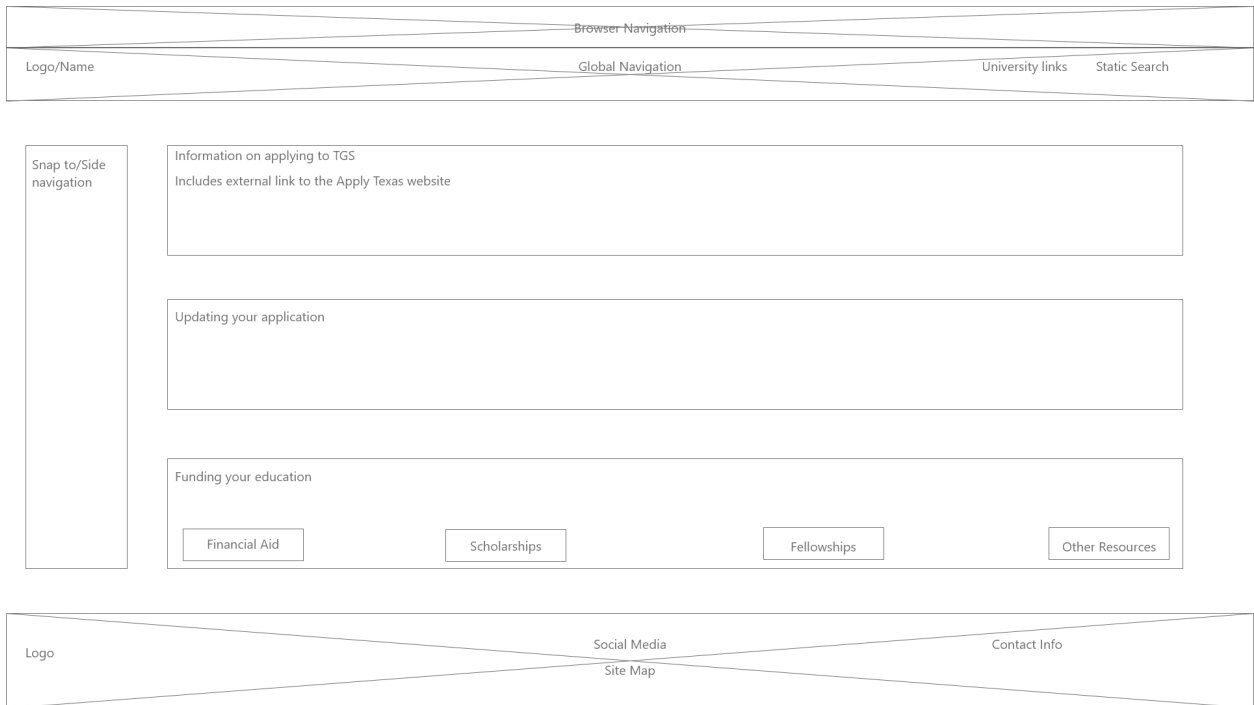 Browser Navigation
Logo/Name
Global Navigation
University links
Static Search
Snap to/Side
navigation
Information on applying to TGS
Includes external link to the Apply Texas website
Updating your application
Funding your education
Financial Aid
Scholarships
Fellowships
Other Resources
Logo
Social Media
Site Map
Contact Info